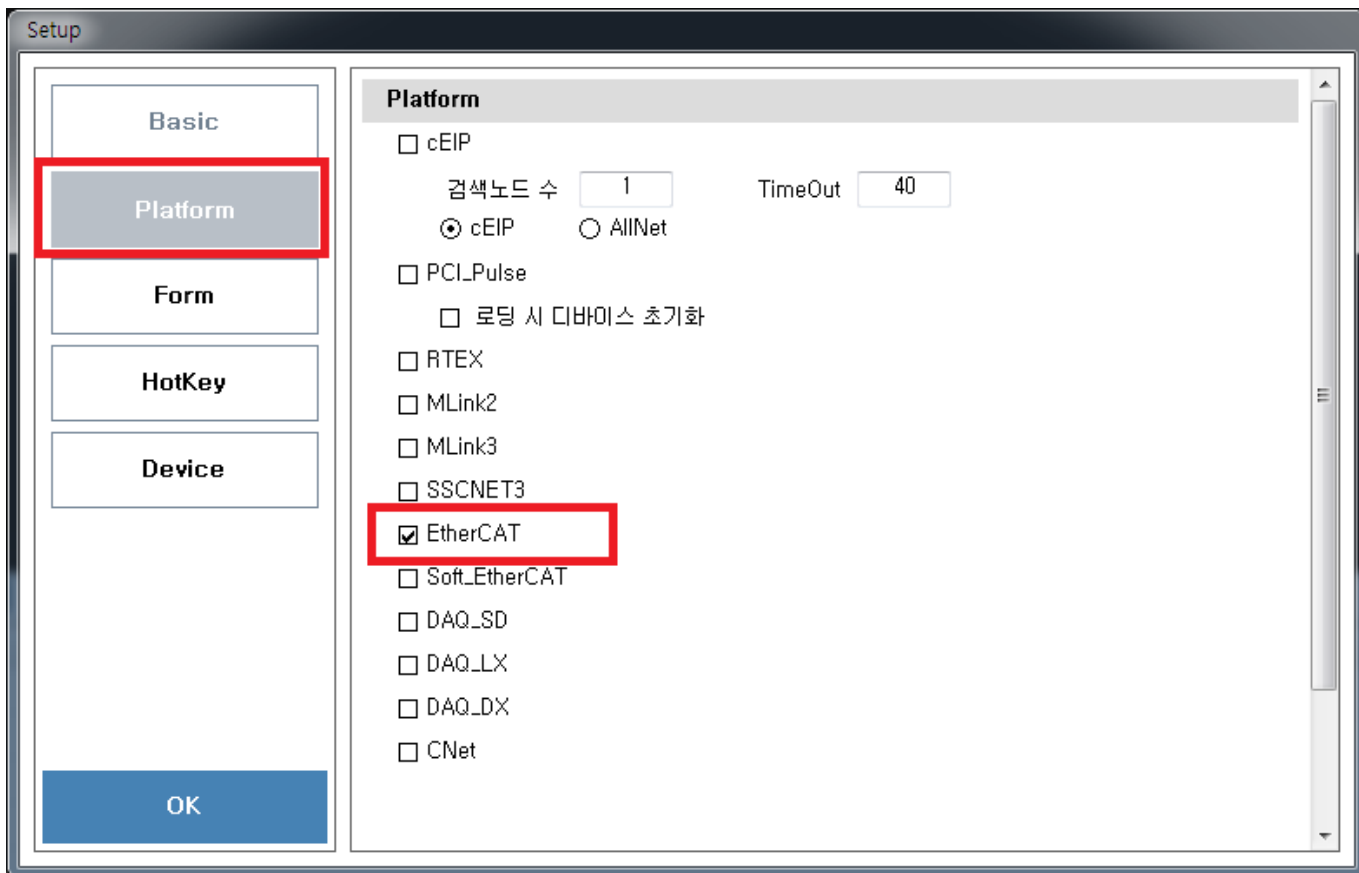 Setup
Basic
Platform
Form
HotKey
Device
OK
Platform
cEIP
검색노드 수 1 TimeOut 40
cEIP AllNet
PCI_Pulse
로딩 시 디바이스 초기화
RTEX
MLink2
MLink3
SSCNET3
EtherCAT
Soft_EtherCAT
DAQ_SD
DAQ_LX
DAQ_DX
CNet